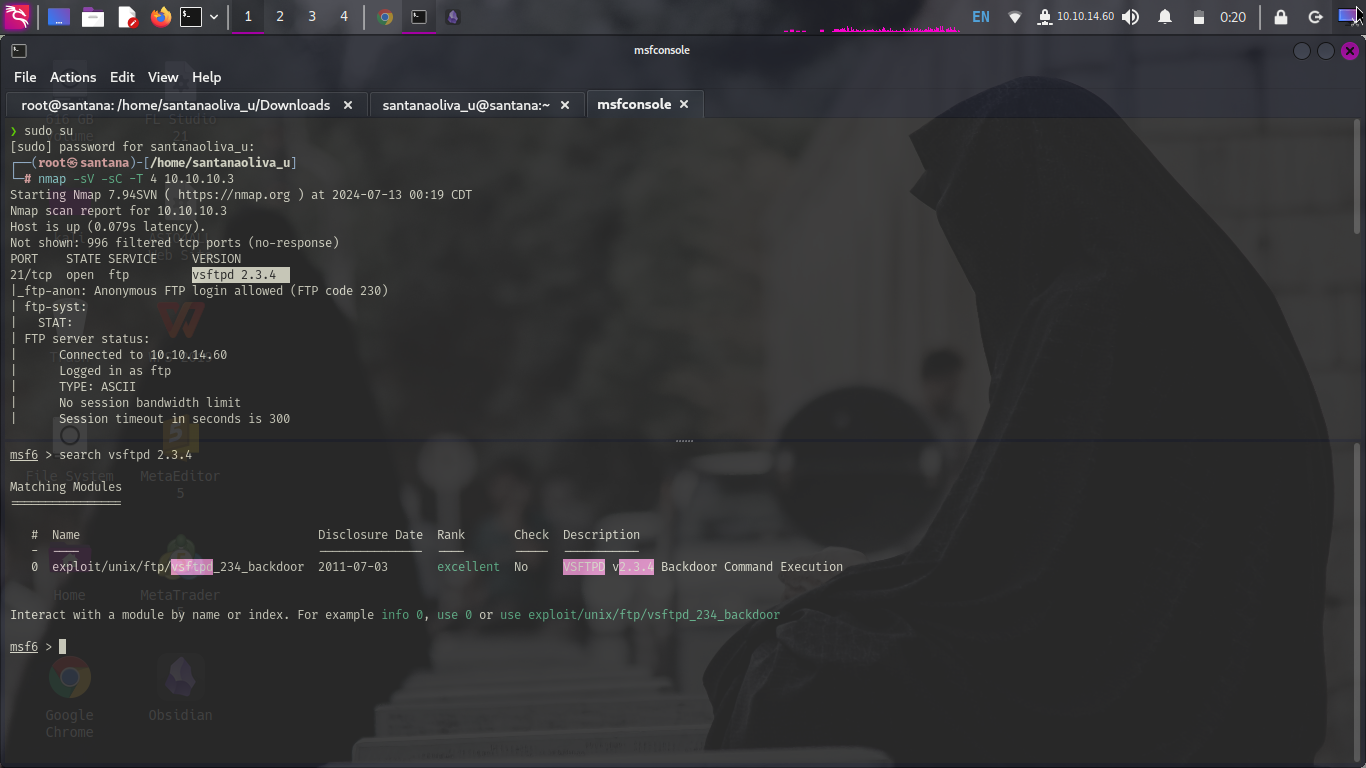 1 2 3 4 EN 10.10.14.60 0:20
msfconsole
File Actions Edit View Help
root@santana: /home/santanaoliva_u/Downloads santanaoliva_u@santana:~ msfconsole
❯ sudo su
[sudo] password for santanaoliva_u:
┌──(root㉿santana)-[/home/santanaoliva_u]
└─# nmap -sV -sC -T 4 10.10.10.3
Starting Nmap 7.94SVN ( https://nmap.org ) at 2024-07-13 00:19 CDT
Nmap scan report for 10.10.10.3
Host is up (0.079s latency).
Not shown: 996 filtered tcp ports (no-response)
PORT STATE SERVICE VERSION
21/tcp open ftp vsftpd 2.3.4
|_ftp-anon: Anonymous FTP login allowed (FTP code 230)
| ftp-syst:
| STAT:
| FTP server status:
| Connected to 10.10.14.60
| Logged in as ftp
| TYPE: ASCII
| No session bandwidth limit
| Session timeout in seconds is 300
msf6 > search vsftpd 2.3.4
Matching Modules
================
# Name Disclosure Date Rank Check Description
- ---- --------------- ---- ----- -----------
0 exploit/unix/ftp/vsftpd_234_backdoor 2011-07-03 excellent No VSFTPD v2.3.4 Backdoor Command Execution
Interact with a module by name or index. For example info 0, use 0 or use exploit/unix/ftp/vsftpd_234_backdoor
msf6 >
File System MetaEditor
5
Home MetaTrader
Google Obsidian
Chrome